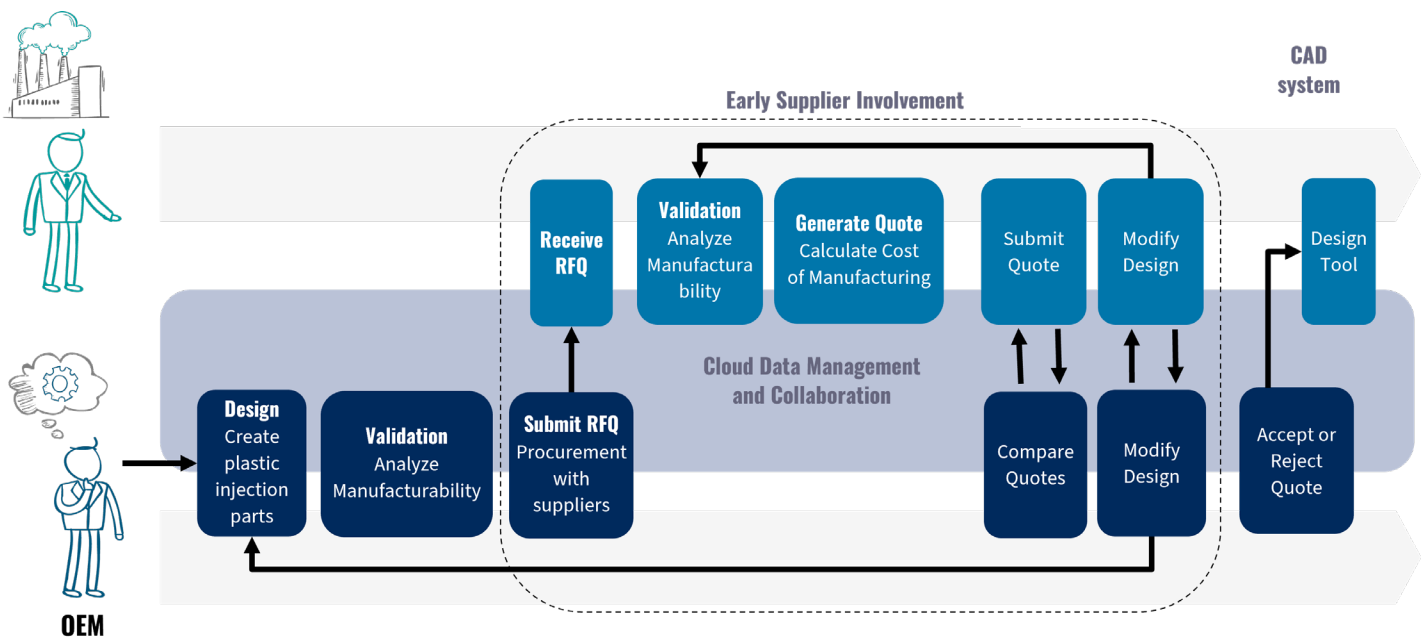 CAD
system
Early Supplier Involvement
Receive
RFQ
Validation
Analyze
Manufactura
bility
Generate Quote
Calculate Cost
of Manufacturing
Submit
Quote
Modify
Design
Design
Tool
Cloud Data Management
and Collaboration
Design
Create
plastic
injection
parts
Validation
Analyze
Manufacturability
Submit RFQ
Procurement
with
suppliers
Compare
Quotes
Modify
Design
Accept or
Reject
Quote
OEM